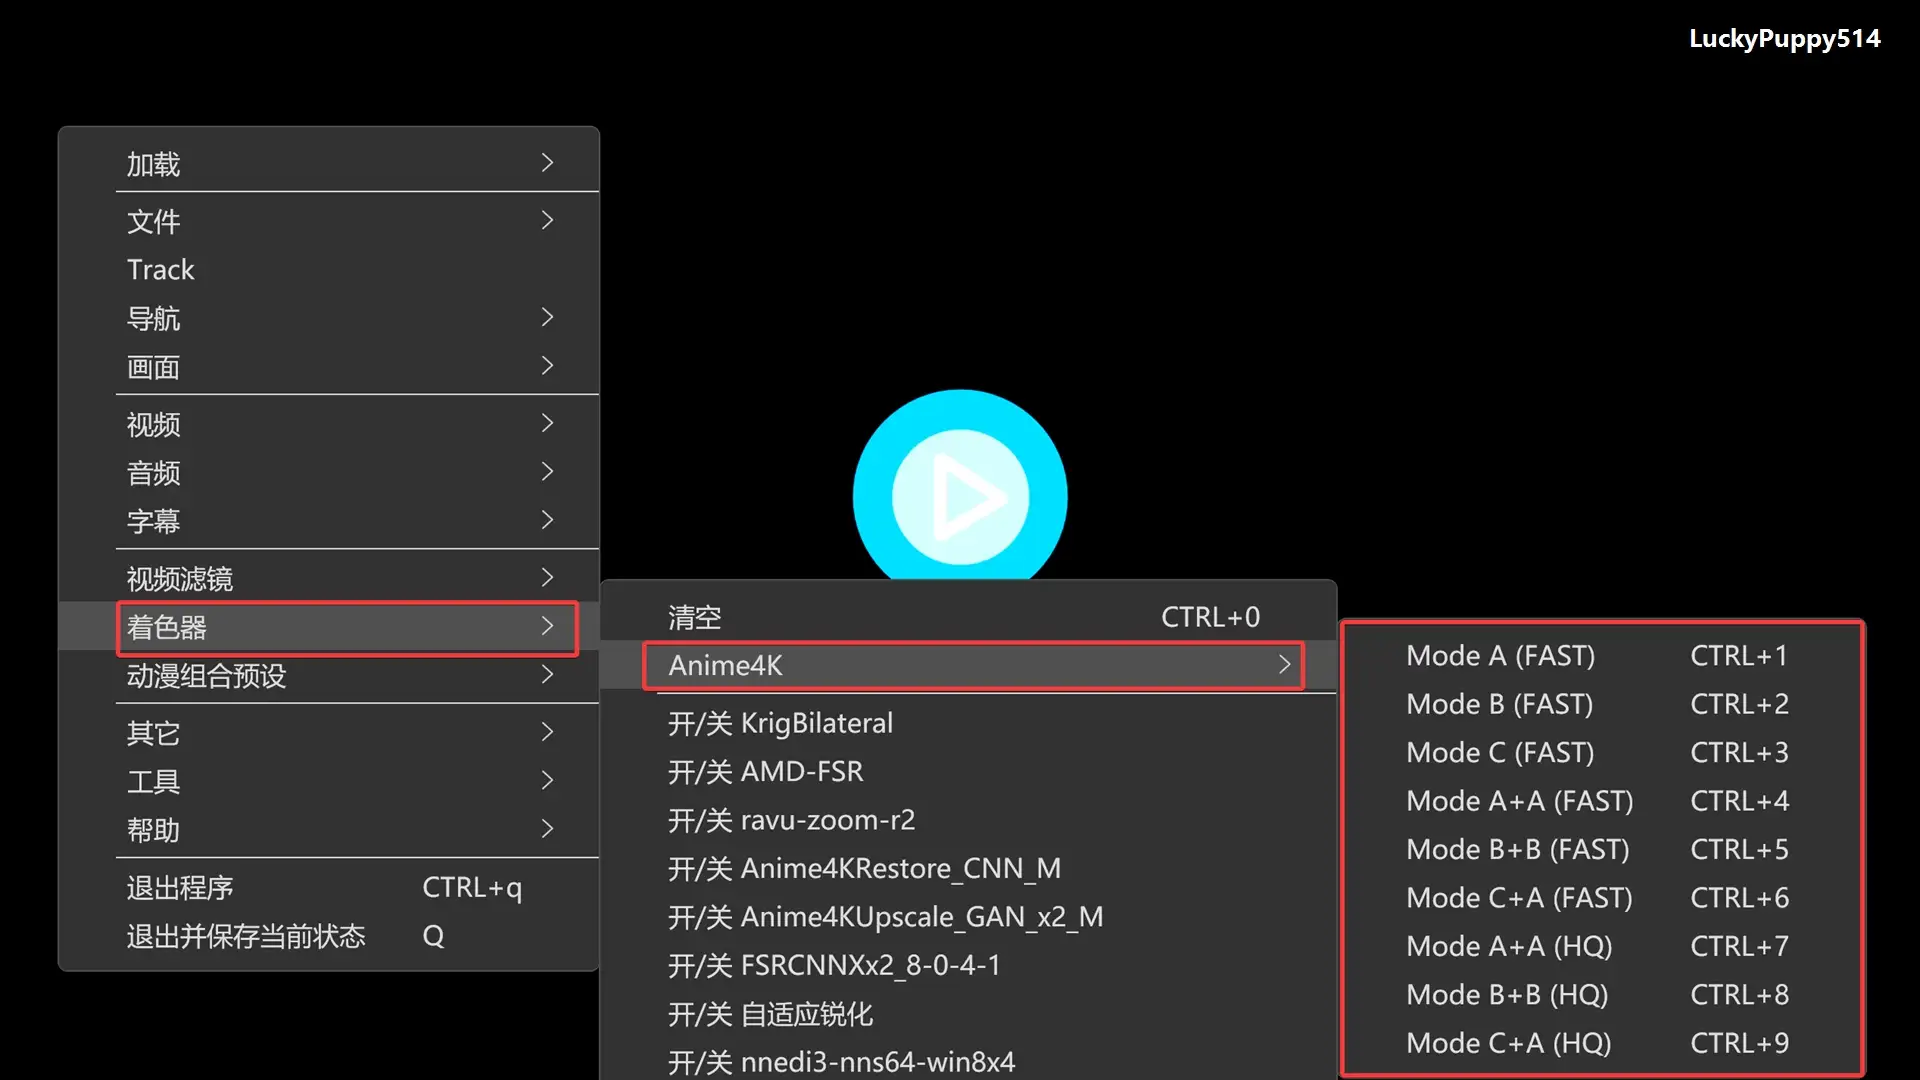 LuckyPuppy514
加载
文件
Track
导航
画面
视频
音频
字幕
视频滤镜
着色器
动漫组合预设
其它
工具
帮助
退出程序 CTRL+q
退出并保存当前状态 Q
清空 CTRL+0
Anime4K
开/关 KrigBilateral
开/关 AMD-FSR
开/关 ravu-zoom-r2
开/关 Anime4KRestore_CNN_M
开/关 Anime4KUpscale_GAN_x2_M
开/关 FSRCNNXx2_8-0-4-1
开/关 自适应锐化
开/关 nnedi3-nns64-win8x4
Mode A (FAST) CTRL+1
Mode B (FAST) CTRL+2
Mode C (FAST) CTRL+3
Mode A+A (FAST) CTRL+4
Mode B+B (FAST) CTRL+5
Mode C+A (FAST) CTRL+6
Mode A+A (HQ) CTRL+7
Mode B+B (HQ) CTRL+8
Mode C+A (HQ) CTRL+9